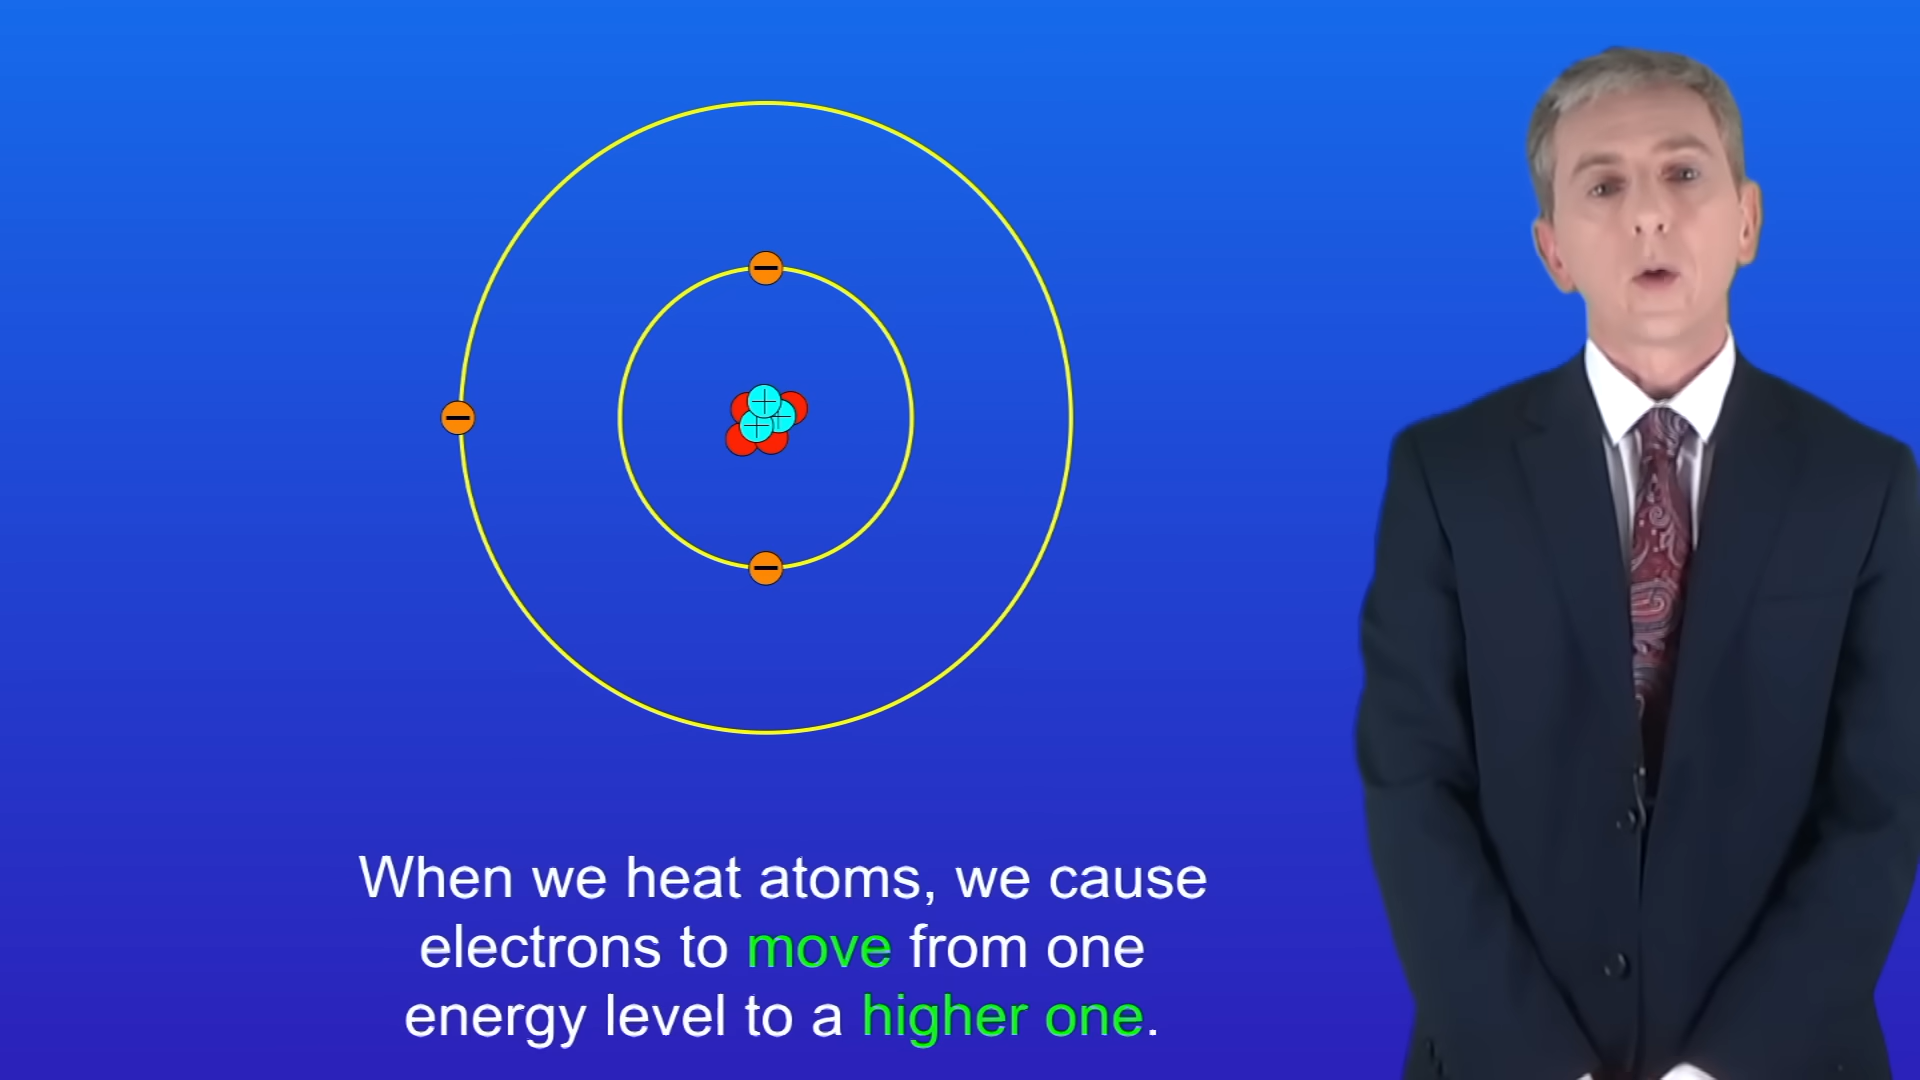 When we heat atoms, we cause
electrons to move from one
energy level to a higher one.